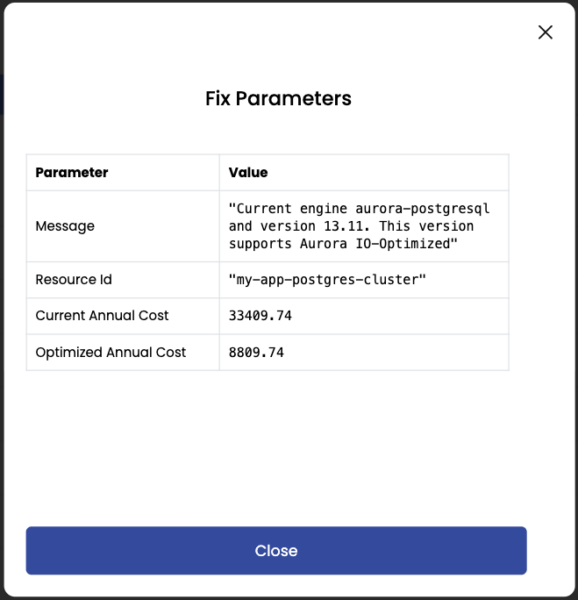 Fix Parameters
Parameter Value
Message "Current engine aurora-postgresql
and version 13.11. This version
supports Aurora IO-Optimized"
Resource Id "my-app-postgres-cluster"
Current Annual Cost 33409.74
Optimized Annual Cost 8809.74
Close